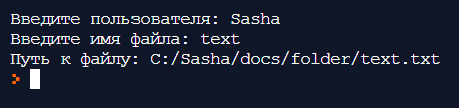 Введите пользователя: Sasha
Введите имя файла: text
Путь к файлу: C:/Sasha/docs/folder/text.txt
>